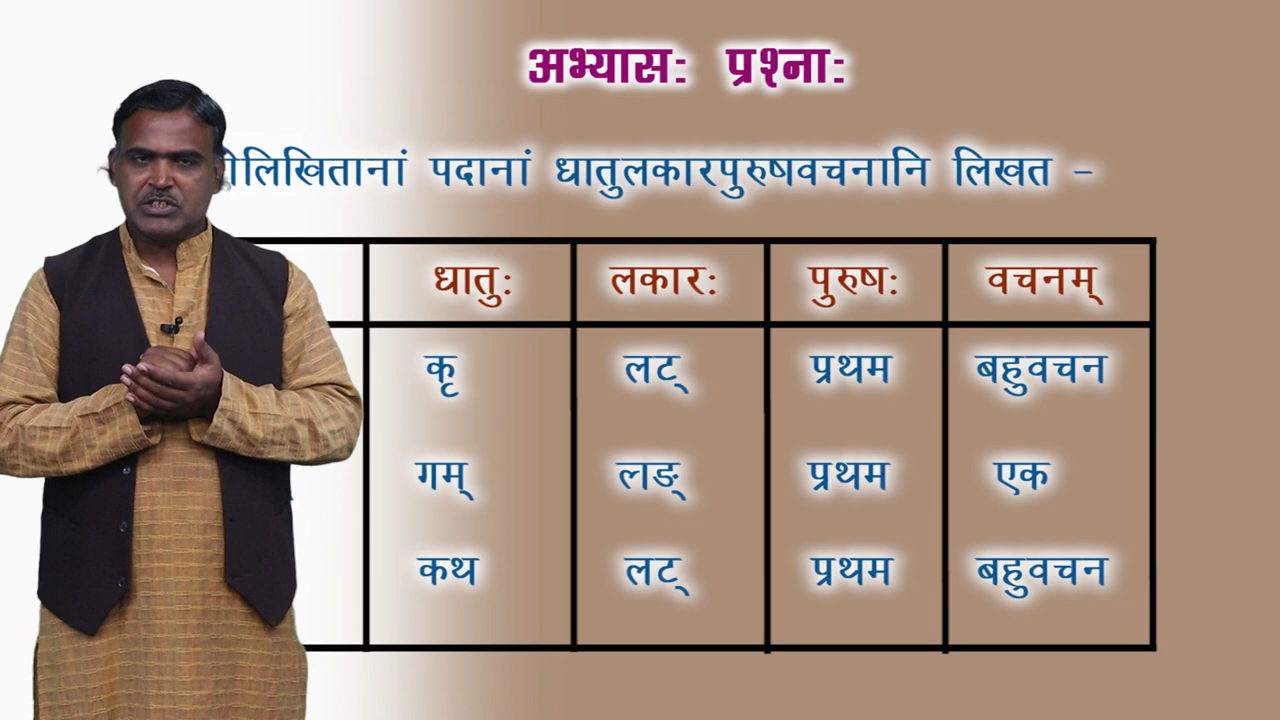 अभ्यासः प्रश्नाः
पदानां धातुलकारपुरुषवचनानि लिखत -
धातुः लकारः पुरुषः वचनम्
कृ लट् प्रथम बहुवचन
गम् लङ् प्रथम एक
कथ लट् प्रथम बहुवचन